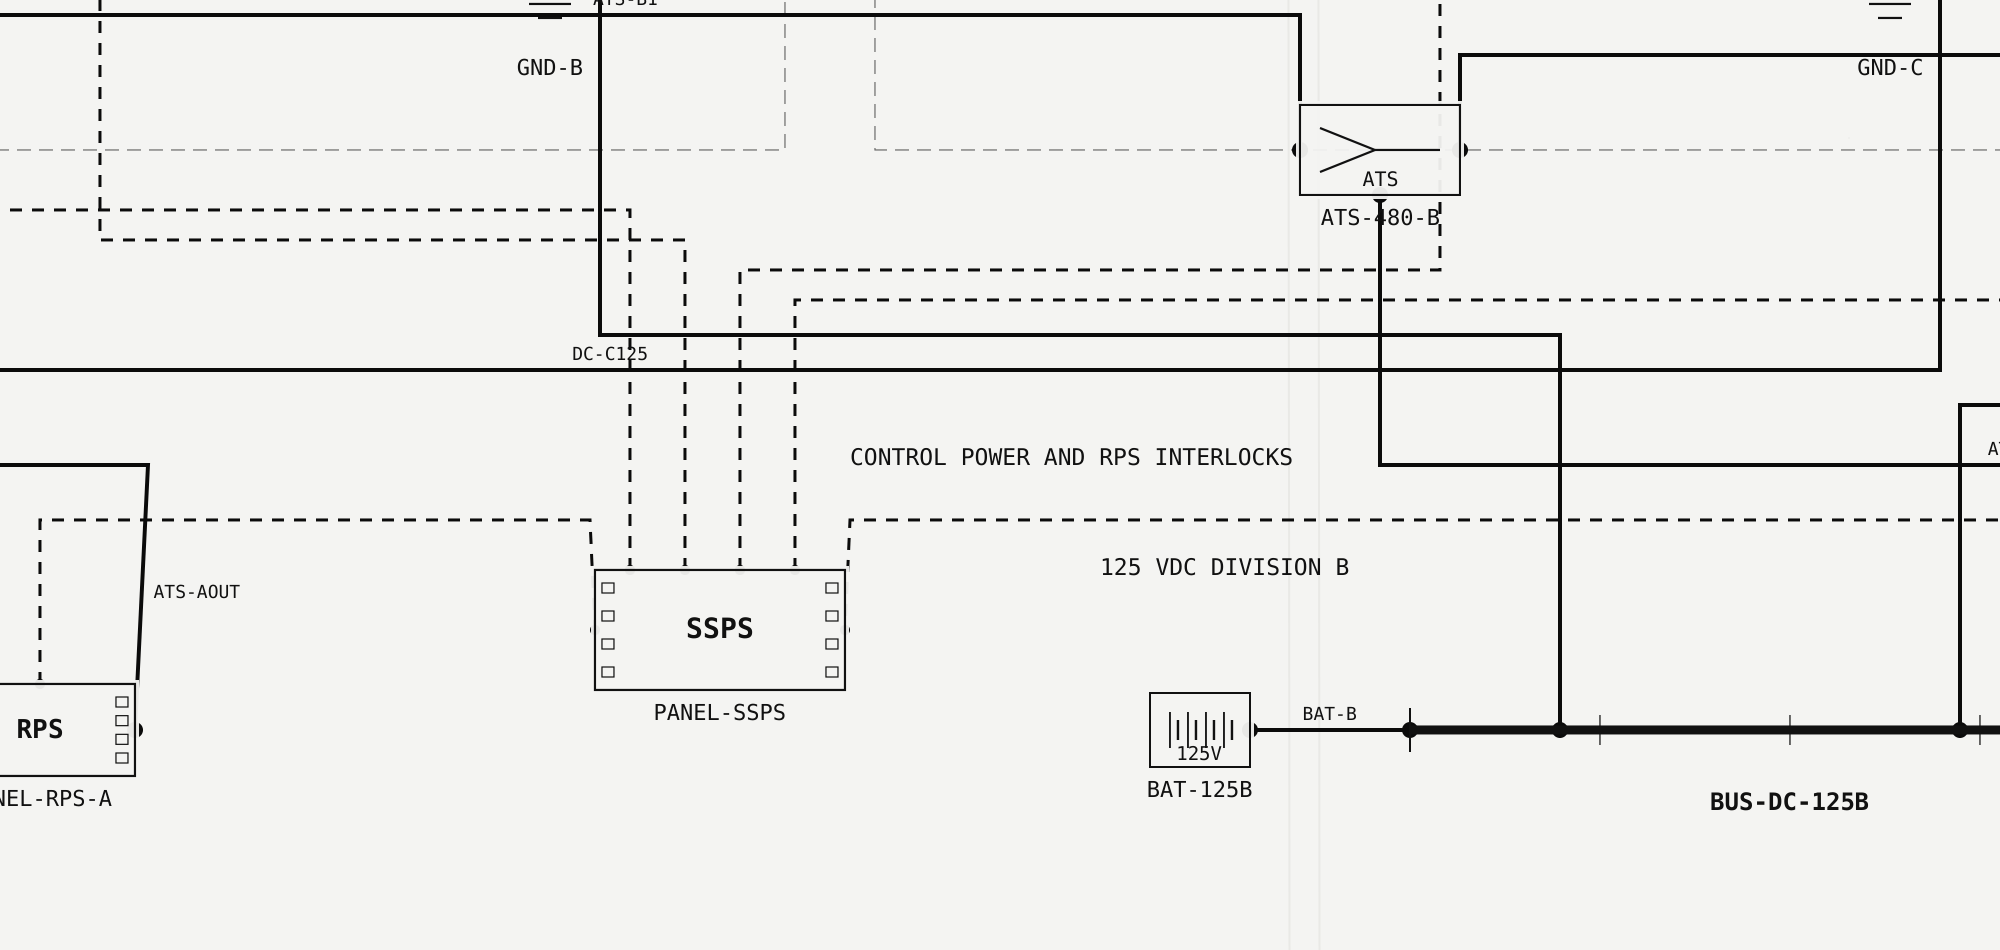 GND-B
GND-C
ATS
ATS-480-B
DC-C125
CONTROL POWER AND RPS INTERLOCKS
125 VDC DIVISION B
ATS-AOUT
SSPS
PANEL-SSPS
RPS
NEL-RPS-A
BAT-B
125V
BAT-125B
BUS-DC-125B